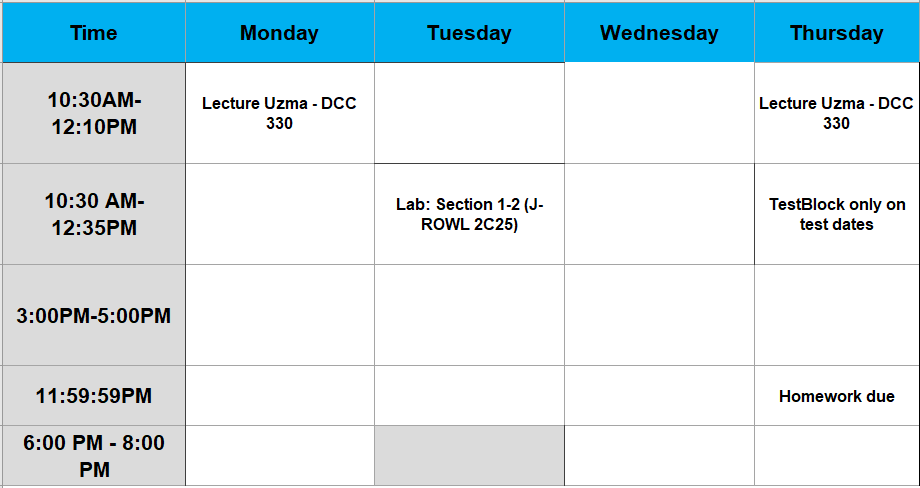 Time Monday Tuesday Wednesday Thursday
10:30AM-
12:10PM
Lecture Uzma - DCC
330
Lecture Uzma - DCC
330
10:30 AM-
12:35PM
Lab: Section 1-2 (J-
ROWL 2C25)
TestBlock only on
test dates
3:00PM-5:00PM
11:59:59PM
Homework due
6:00 PM - 8:00
PM